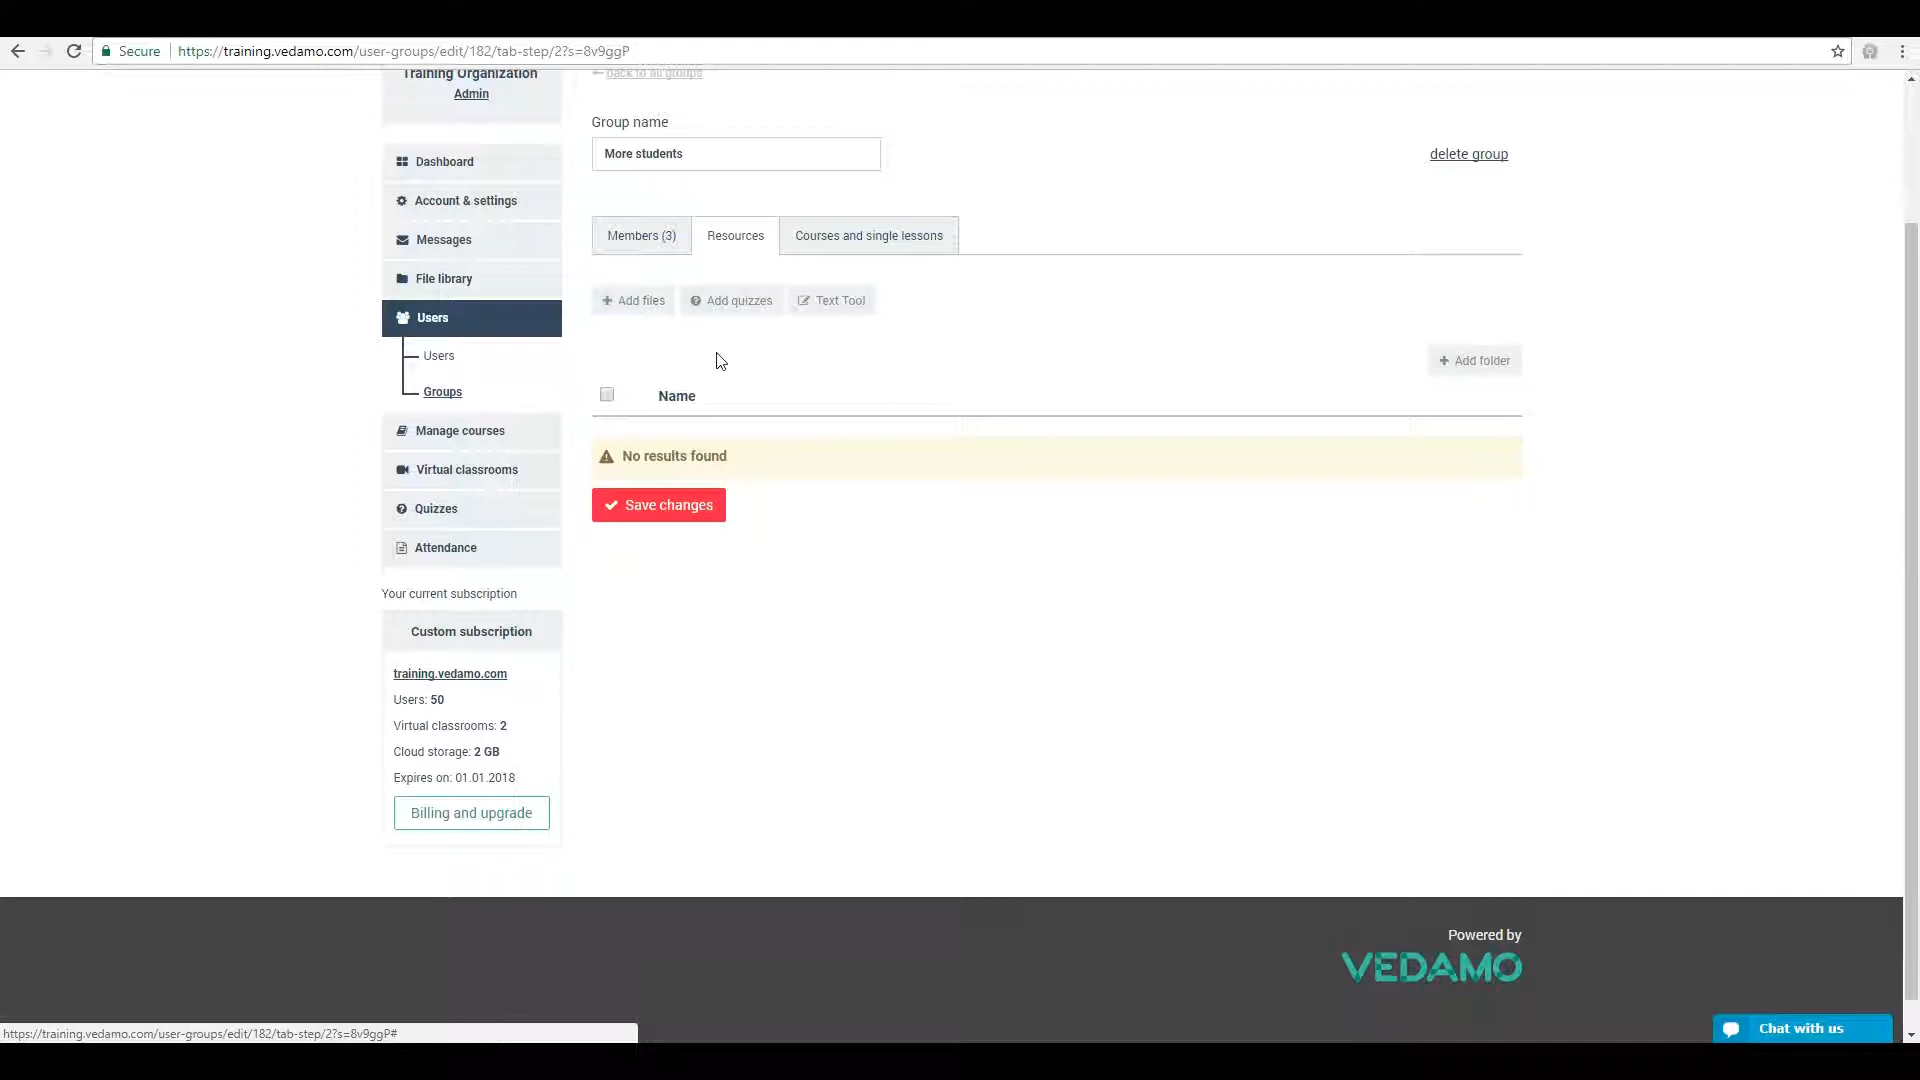 Secure
https://training.vedamo.com/user-groups/edit/182/tab-step/2?s=8v9ggP
Training Organization
Admin
back to all groups
Group name
More students
delete group
Dashboard
Account & settings
Messages
File library
Users
Users
Groups
Manage courses
Virtual classrooms
Quizzes
Attendance
Members (3)
Resources
Courses and single lessons
Add files
Add quizzes
Text Tool
Add folder
Name
No results found
Save changes
Your current subscription
Custom subscription
training.vedamo.com
Users: 50
Virtual classrooms: 2
Cloud storage: 2 GB
Expires on: 01.01.2018
Billing and upgrade
Powered by
VEDAMO
Chat with us
https://training.vedamo.com/user-groups/edit/182/tab-step/2?s=8v9ggP#